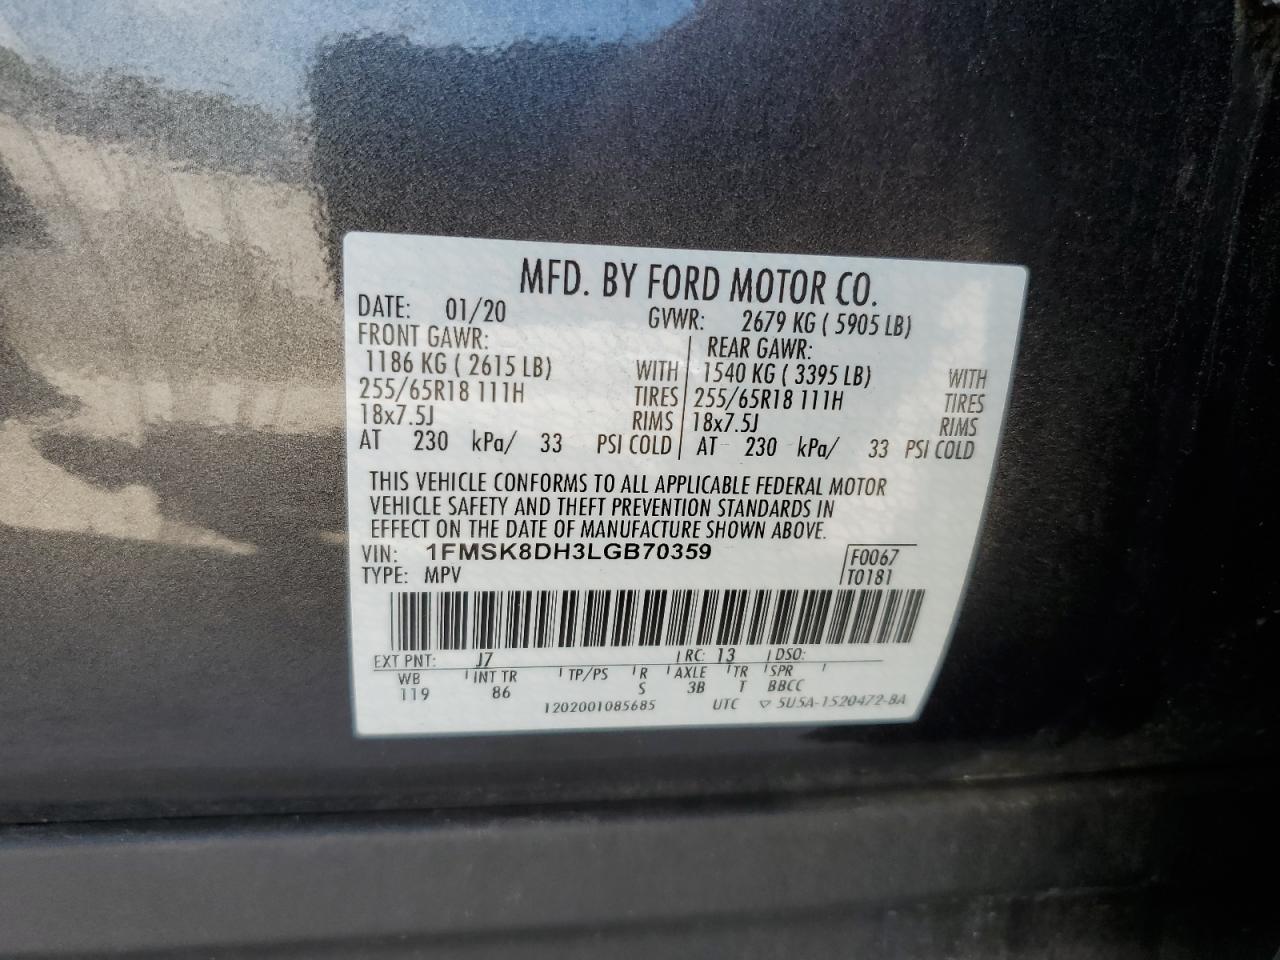 MFD. BY FORD MOTOR CO.
DATE: 01/20 GVWR: 2679 KG ( 5905 LB)
FRONT GAWR: REAR GAWR:
1186 KG ( 2615 LB) WITH 1540 KG ( 3395 LB) WITH
255/65R18 111H TIRES 255/65R18 111H TIRES
18x7.5J RIMS 18x7.5J RIMS
AT 230 kPa/ 33 PSI COLD AT 230 kPa/ 33 PSI COLD
THIS VEHICLE CONFORMS TO ALL APPLICABLE FEDERAL MOTOR
VEHICLE SAFETY AND THEFT PREVENTION STANDARDS IN
EFFECT ON THE DATE OF MANUFACTURE SHOWN ABOVE.
VIN: 1FMSK8DH3LGB70359 F0067
TYPE: MPV T0181
EXT PNT: J7 RC: 13 DSO:
WB INT TR TP/PS R AXLE TR SPR
119 86 S 3B T BBCC
1202001085685 UTC ▽ 5U5A-1520472-BA